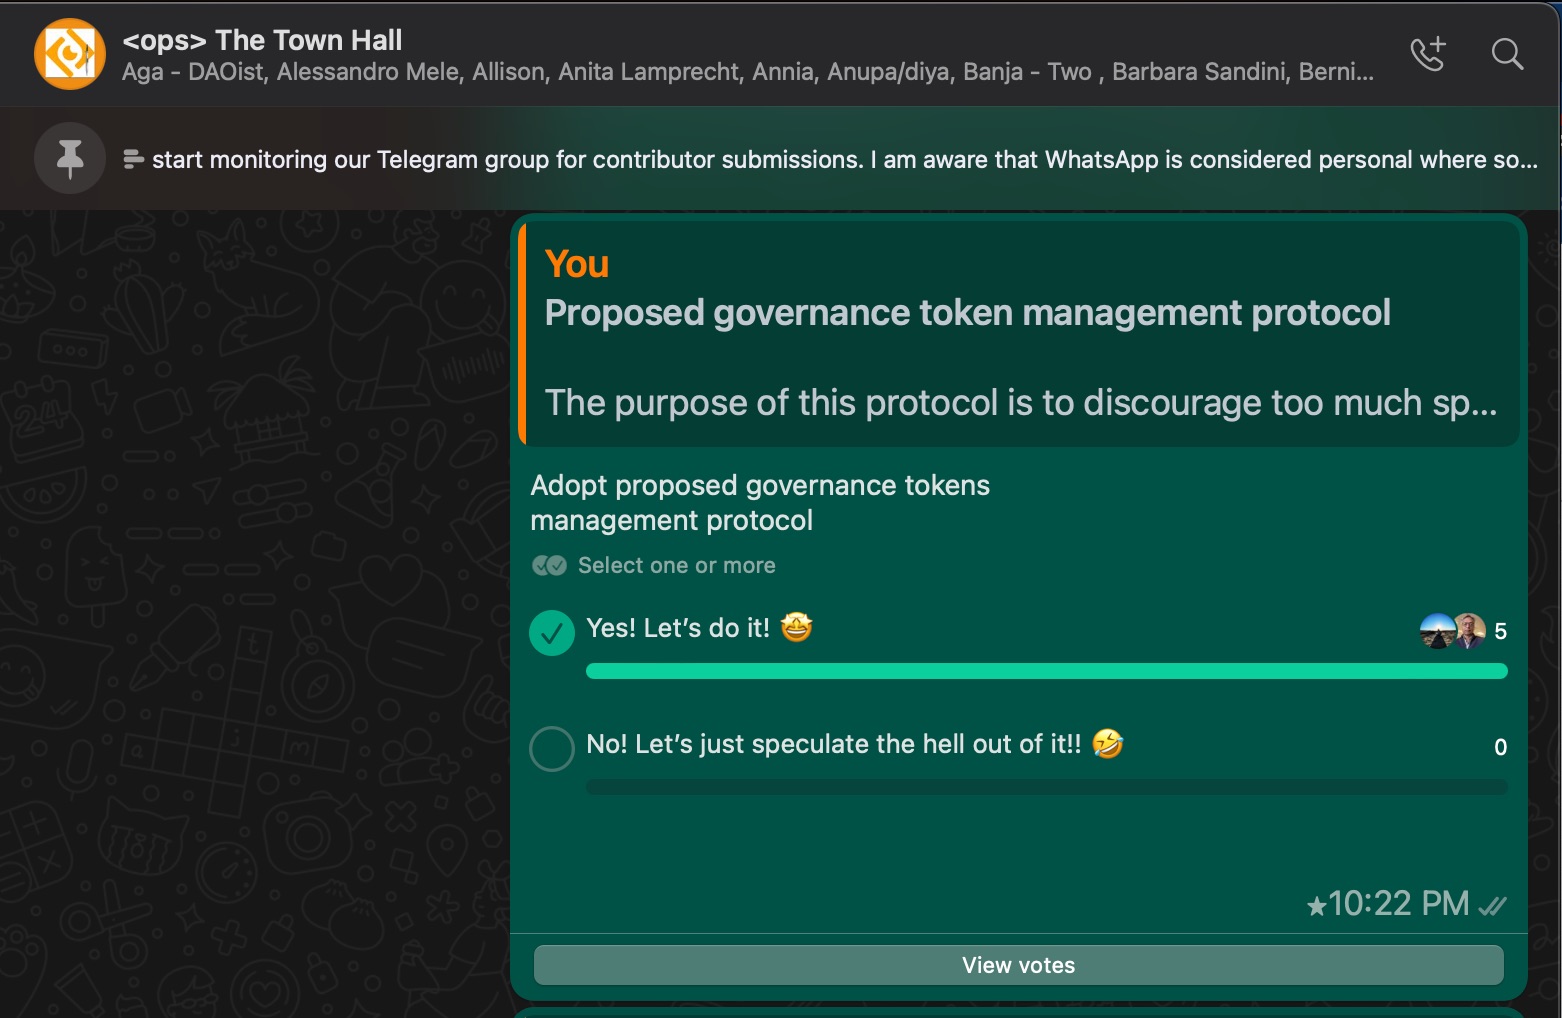 <ops> The Town Hall
Aga - DAOist, Alessandro Mele, Allison, Anita Lamprecht, Annia, Anupa/diya, Banja - Two , Barbara Sandini, Berni...
start monitoring our Telegram group for contributor submissions. I am aware that WhatsApp is considered personal where so...
You
Proposed governance token management protocol
The purpose of this protocol is to discourage too much sp...
Adopt proposed governance tokens
management protocol
Select one or more
Yes! Let’s do it! 🤩 5
No! Let’s just speculate the hell out of it!! 🤣 0
★10:22 PM
View votes